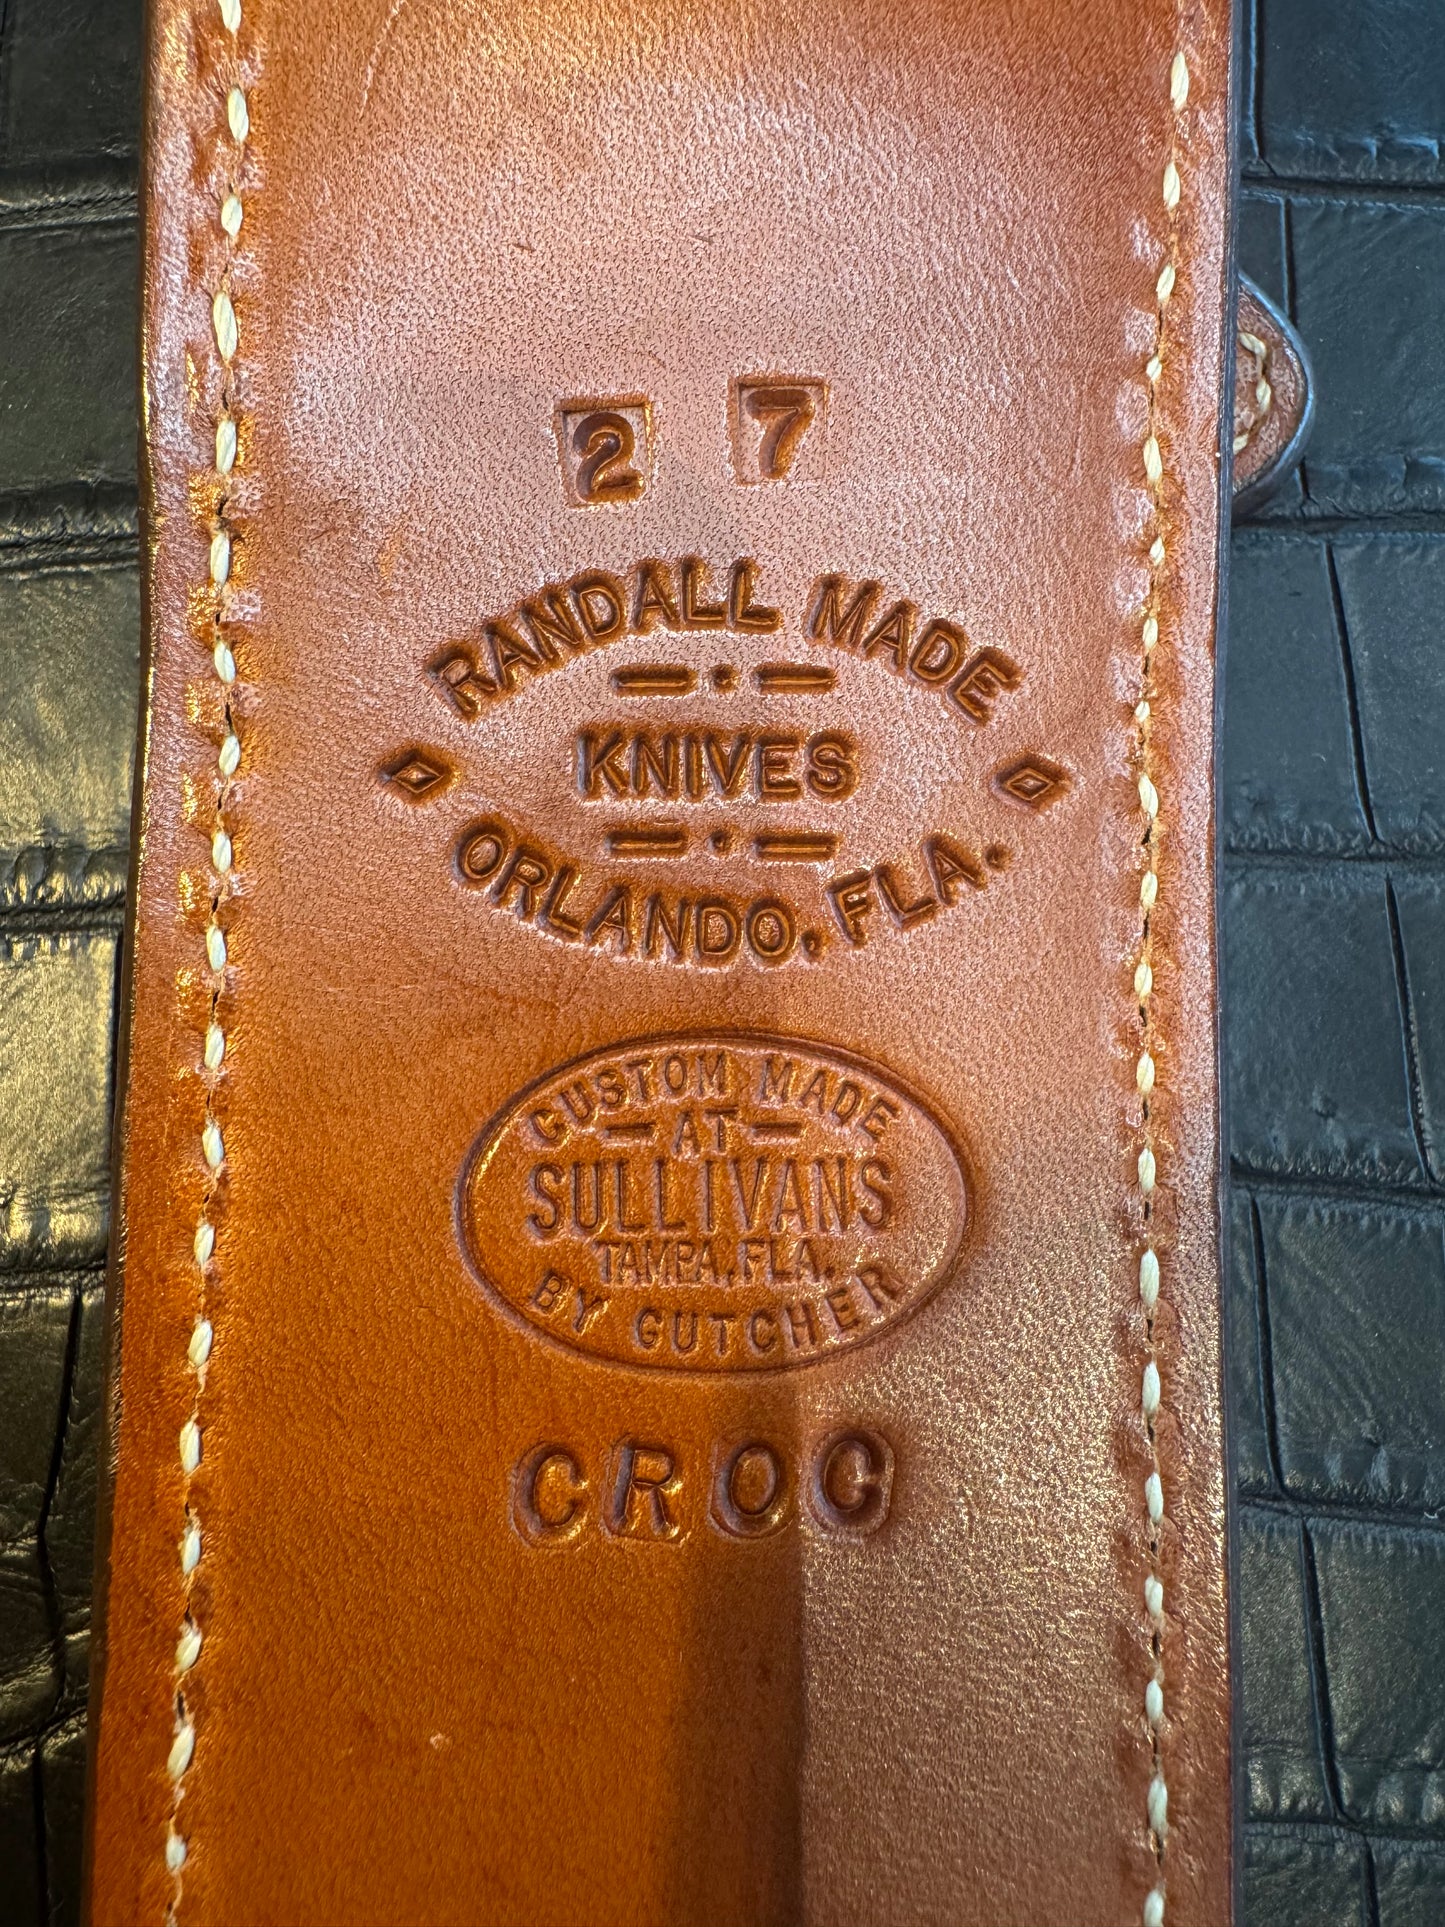 2 7
RANDALL MADE
KNIVES
ORLANDO, FLA.
CUSTOM MADE
- AT -
SULLIVANS
TAMPA, FLA.
BY GUTCHER
CROC